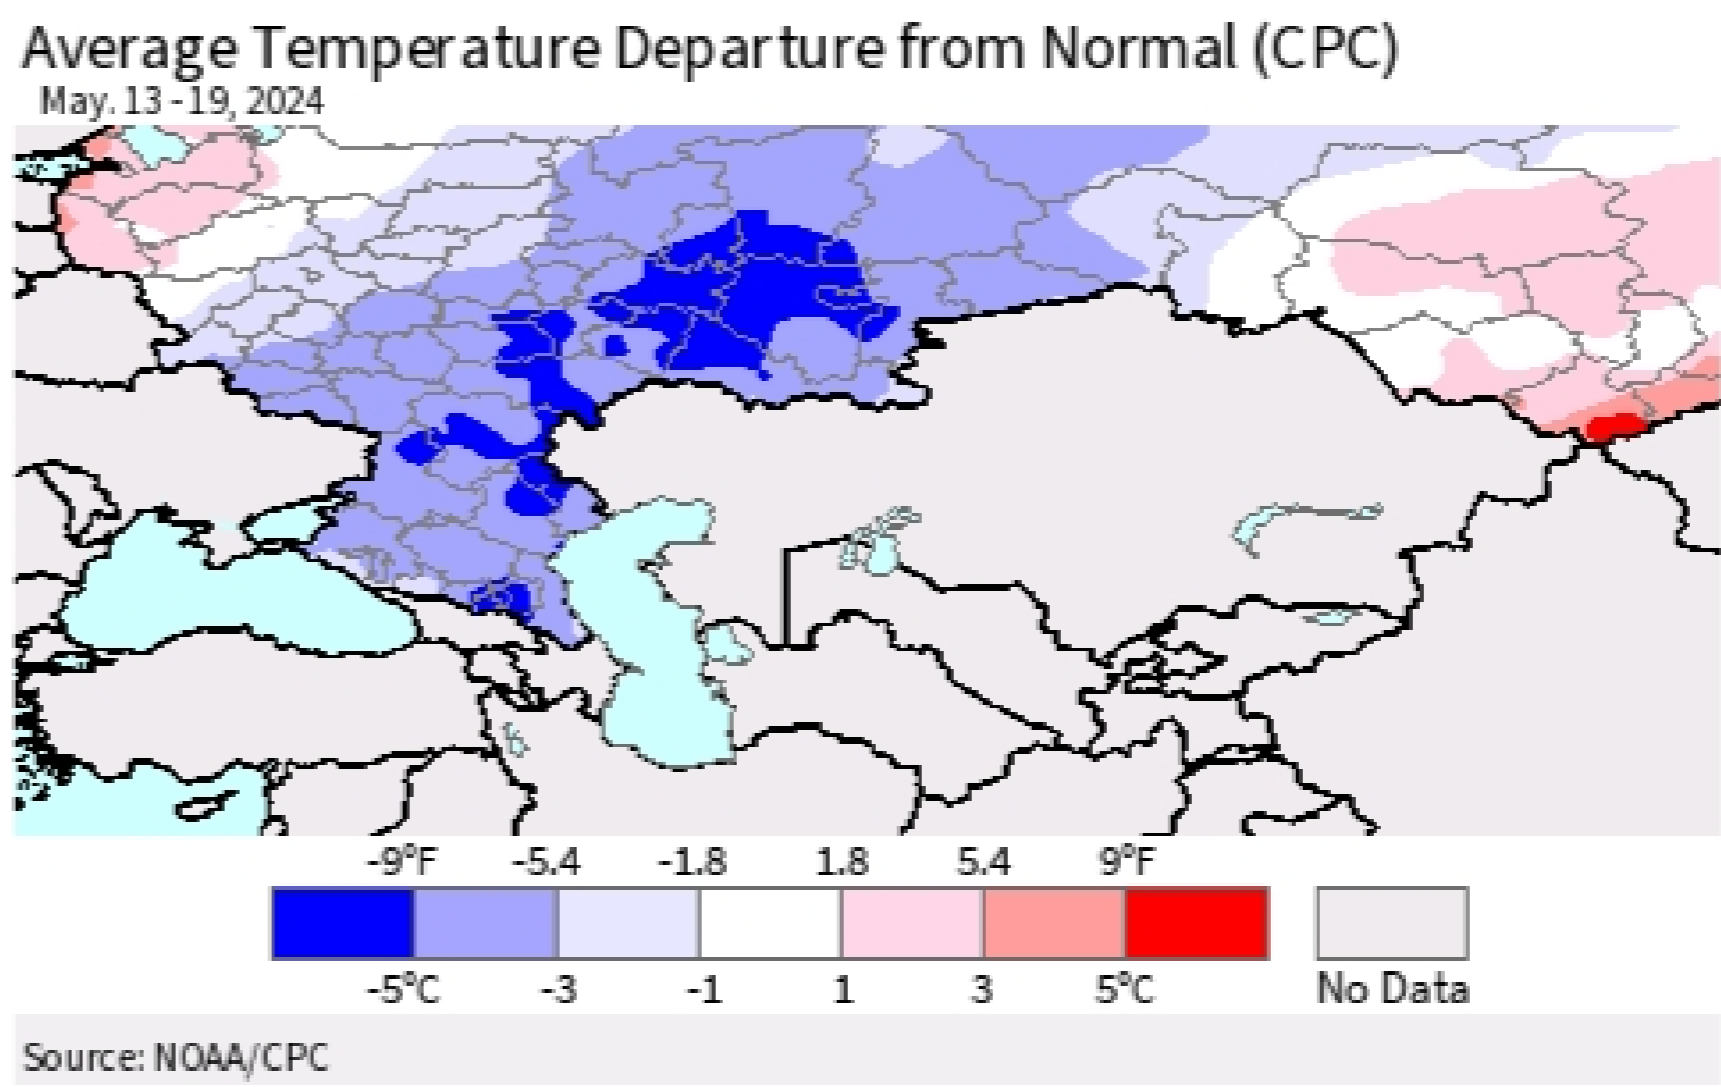 Average Temperature Departure from Normal (CPC)
May. 13 -19, 2024
-9°F -5.4 -1.8 1.8 5.4 9°F
-5°C -3 -1 1 3 5°C No Data
Source: NOAA/CPC